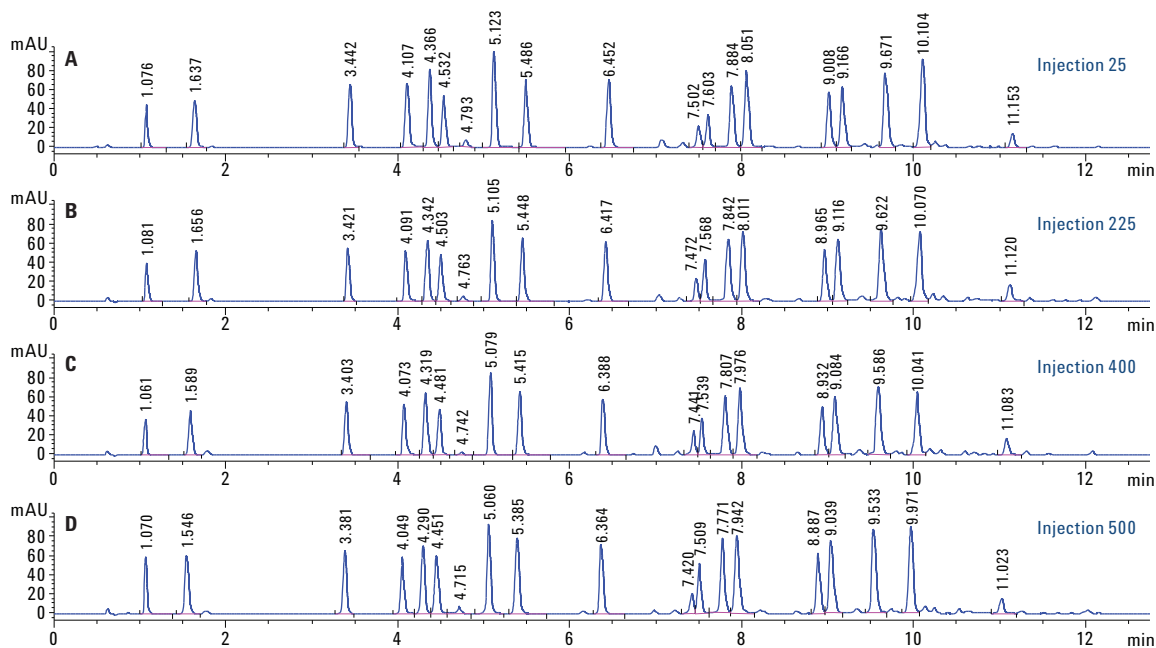 mAU
A
Injection 25
80
60
40
20
0
1.076 1.637 3.442 4.107 4.366 4.532 4.793 5.123 5.486 6.452 7.502 7.603 7.884 8.051 9.008 9.166 9.671 10.104 11.153
0 2 4 6 8 10 12 min
mAU
B
Injection 225
80
60
40
20
0
1.081 1.656 3.421 4.091 4.342 4.503 4.763 5.105 5.448 6.417 7.472 7.568 7.842 8.011 8.965 9.116 9.622 10.070 11.120
0 2 4 6 8 10 12 min
mAU
C
Injection 400
80
60
40
20
0
1.061 1.589 3.403 4.073 4.319 4.481 4.742 5.079 5.415 6.388 7.441 7.539 7.807 7.976 8.932 9.084 9.586 10.041 11.083
0 2 4 6 8 10 12 min
mAU
D
Injection 500
80
60
40
20
0
1.070 1.546 3.381 4.049 4.290 4.451 4.715 5.060 5.385 6.364 7.420 7.509 7.771 7.942 8.887 9.039 9.533 9.971 11.023
0 2 4 6 8 10 12 min